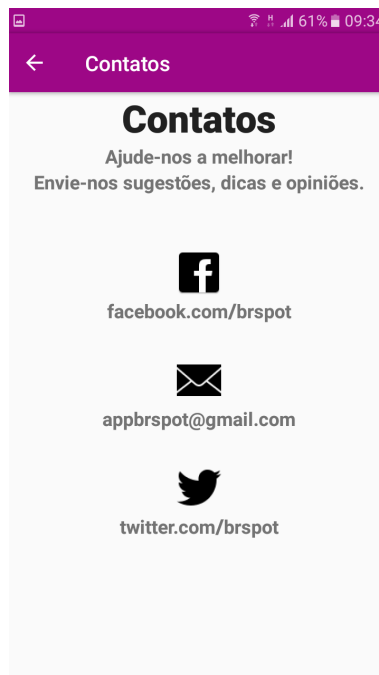 61% 09:34
Contatos
Contatos
Ajude-nos a melhorar!
Envie-nos sugestões, dicas e opiniões.
facebook.com/brspot
appbrspot@gmail.com
twitter.com/brspot